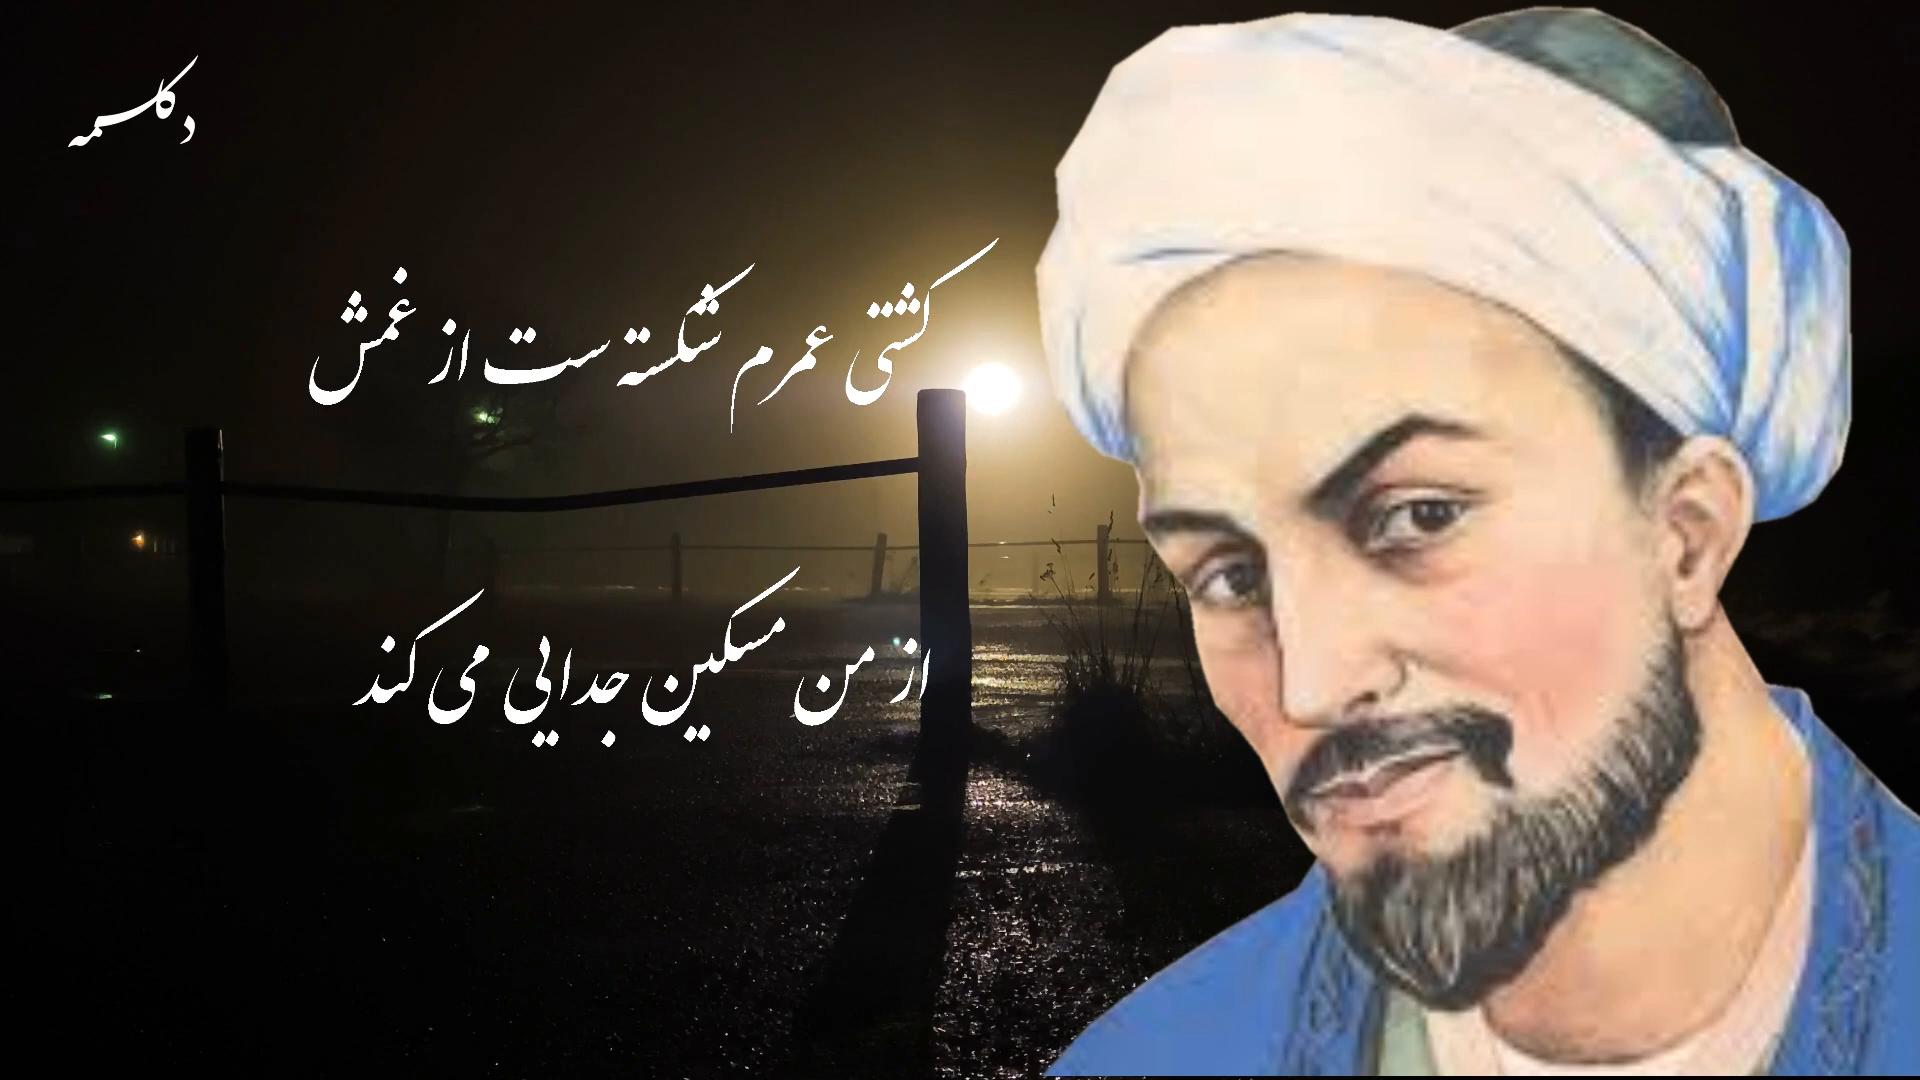 دکلمه
کشتی عمرم شکسته ست از غمش
از من مسکین جدایی می کند